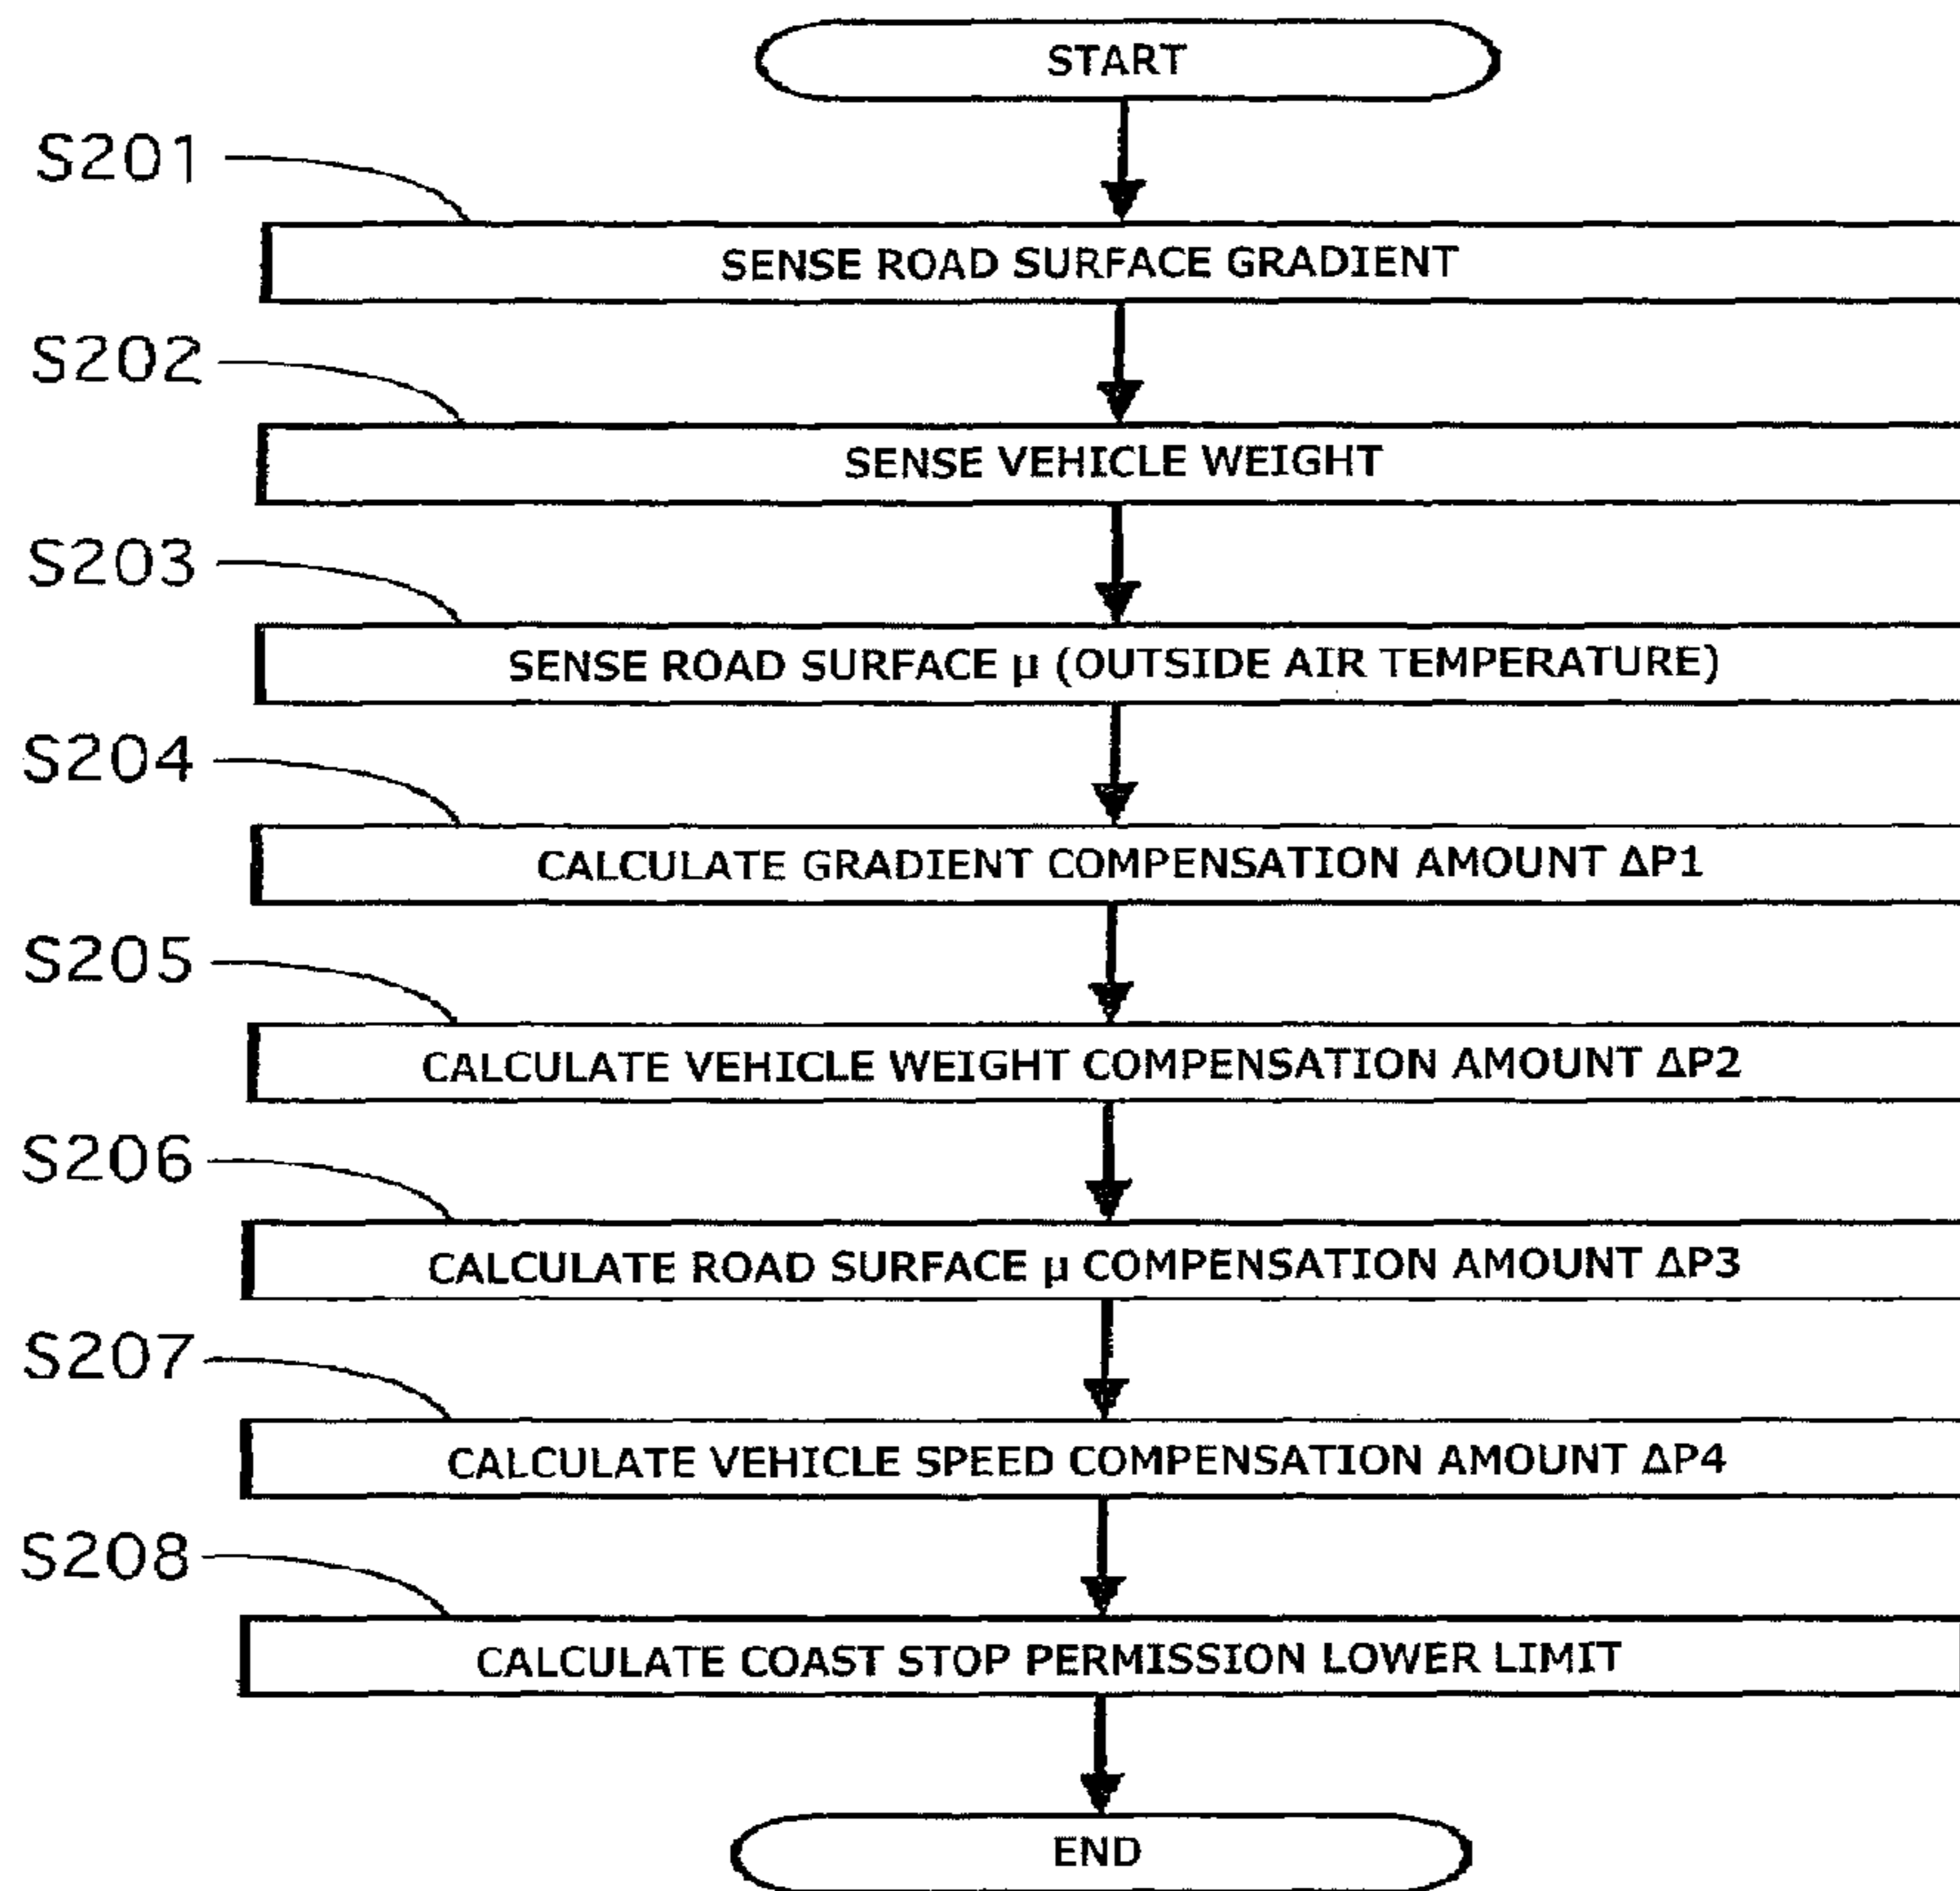 START
S201
SENSE ROAD SURFACE GRADIENT
S202
SENSE VEHICLE WEIGHT
S203
SENSE ROAD SURFACE μ (OUTSIDE AIR TEMPERATURE)
S204
CALCULATE GRADIENT COMPENSATION AMOUNT ΔP1
S205
CALCULATE VEHICLE WEIGHT COMPENSATION AMOUNT ΔP2
S206
CALCULATE ROAD SURFACE μ COMPENSATION AMOUNT ΔP3
S207
CALCULATE VEHICLE SPEED COMPENSATION AMOUNT ΔP4
S208
CALCULATE COAST STOP PERMISSION LOWER LIMIT
END